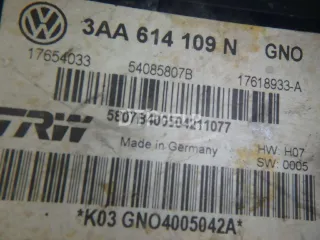 3AA 614 109 N GNO
17654033 54085807B 17618933-A
TRW
Made in Germany
HW: H07
SW: 0005
*K03 GNO4005042A*